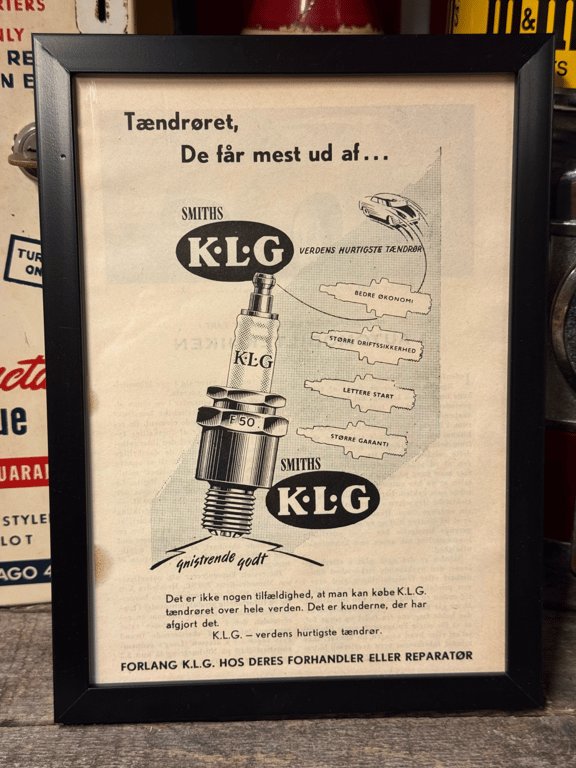 Tændrøret,
De får mest ud af...
SMITHS
K·L·G
VERDENS HURTIGSTE TÆNDRØR
BEDRE ØKONOMI
STØRRE DRIFTSSIKKERHED
LETTERE START
STØRRE GARANTI
K·L·G
F 50
SMITHS
K·L·G
Gnistrende godt
Det er ikke nogen tilfældighed, at man kan købe K.L.G.
tændrøret over hele verden. Det er kunderne, der har
afgjort det.
K.L.G. – verdens hurtigste tændrør.
FORLANG K.L.G. HOS DERES FORHANDLER ELLER REPARATØR
&